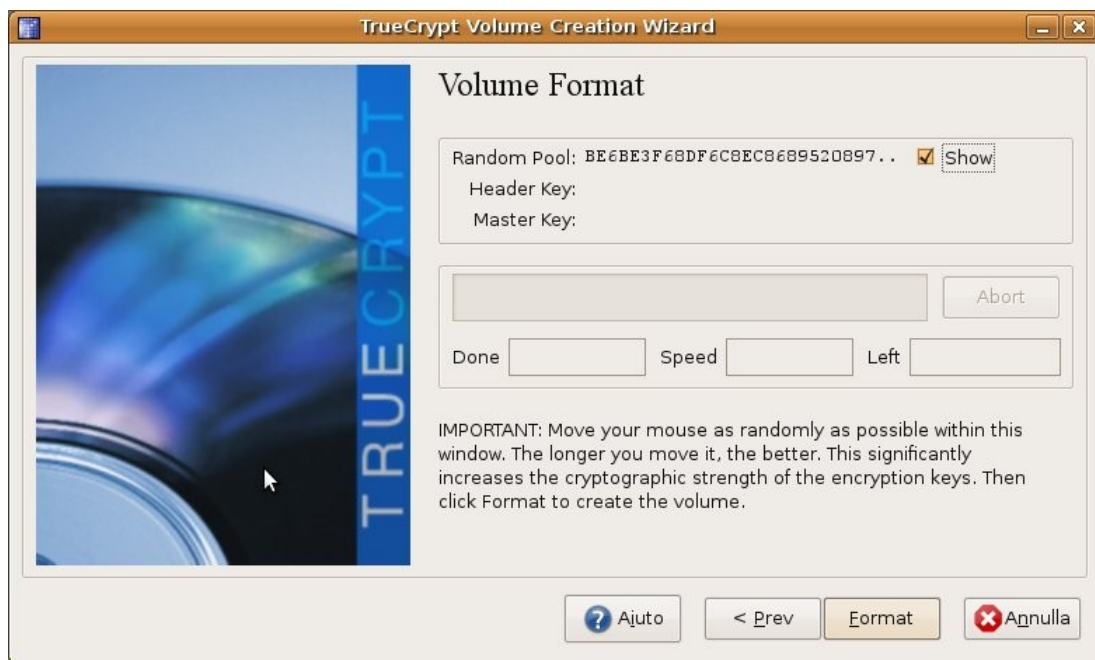 TrueCrypt Volume Creation Wizard
TRUECRYPT
Volume Format
Random Pool: BE6BE3F68DF6C8EC8689520897.. Show
Header Key:
Master Key:
Abort
Done Speed Left
IMPORTANT: Move your mouse as randomly as possible within this
window. The longer you move it, the better. This significantly
increases the cryptographic strength of the encryption keys. Then
click Format to create the volume.
Aiuto < Prev Format Annulla